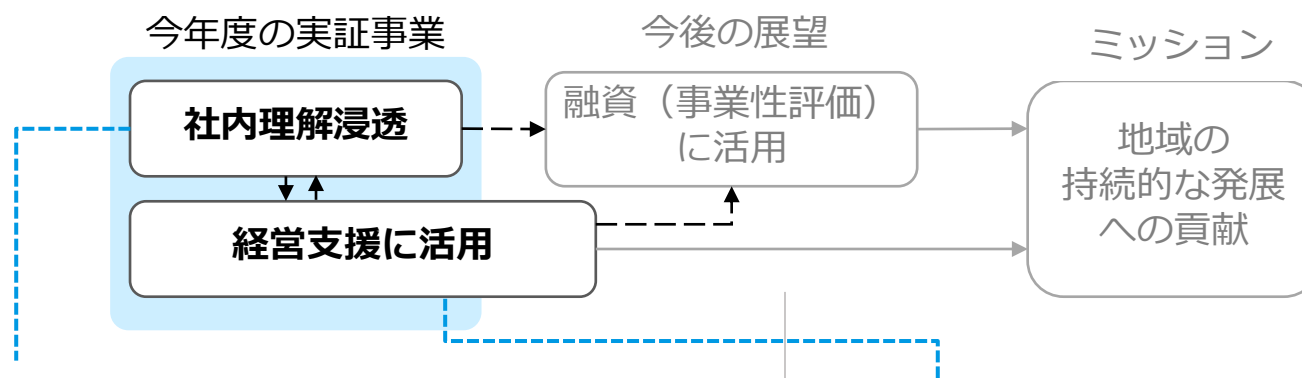 今年度の実証事業
今後の展望
ミッション
社内理解浸透
融資（事業性評価）
に活用
経営支援に活用
地域の
持続的な発展
への貢献